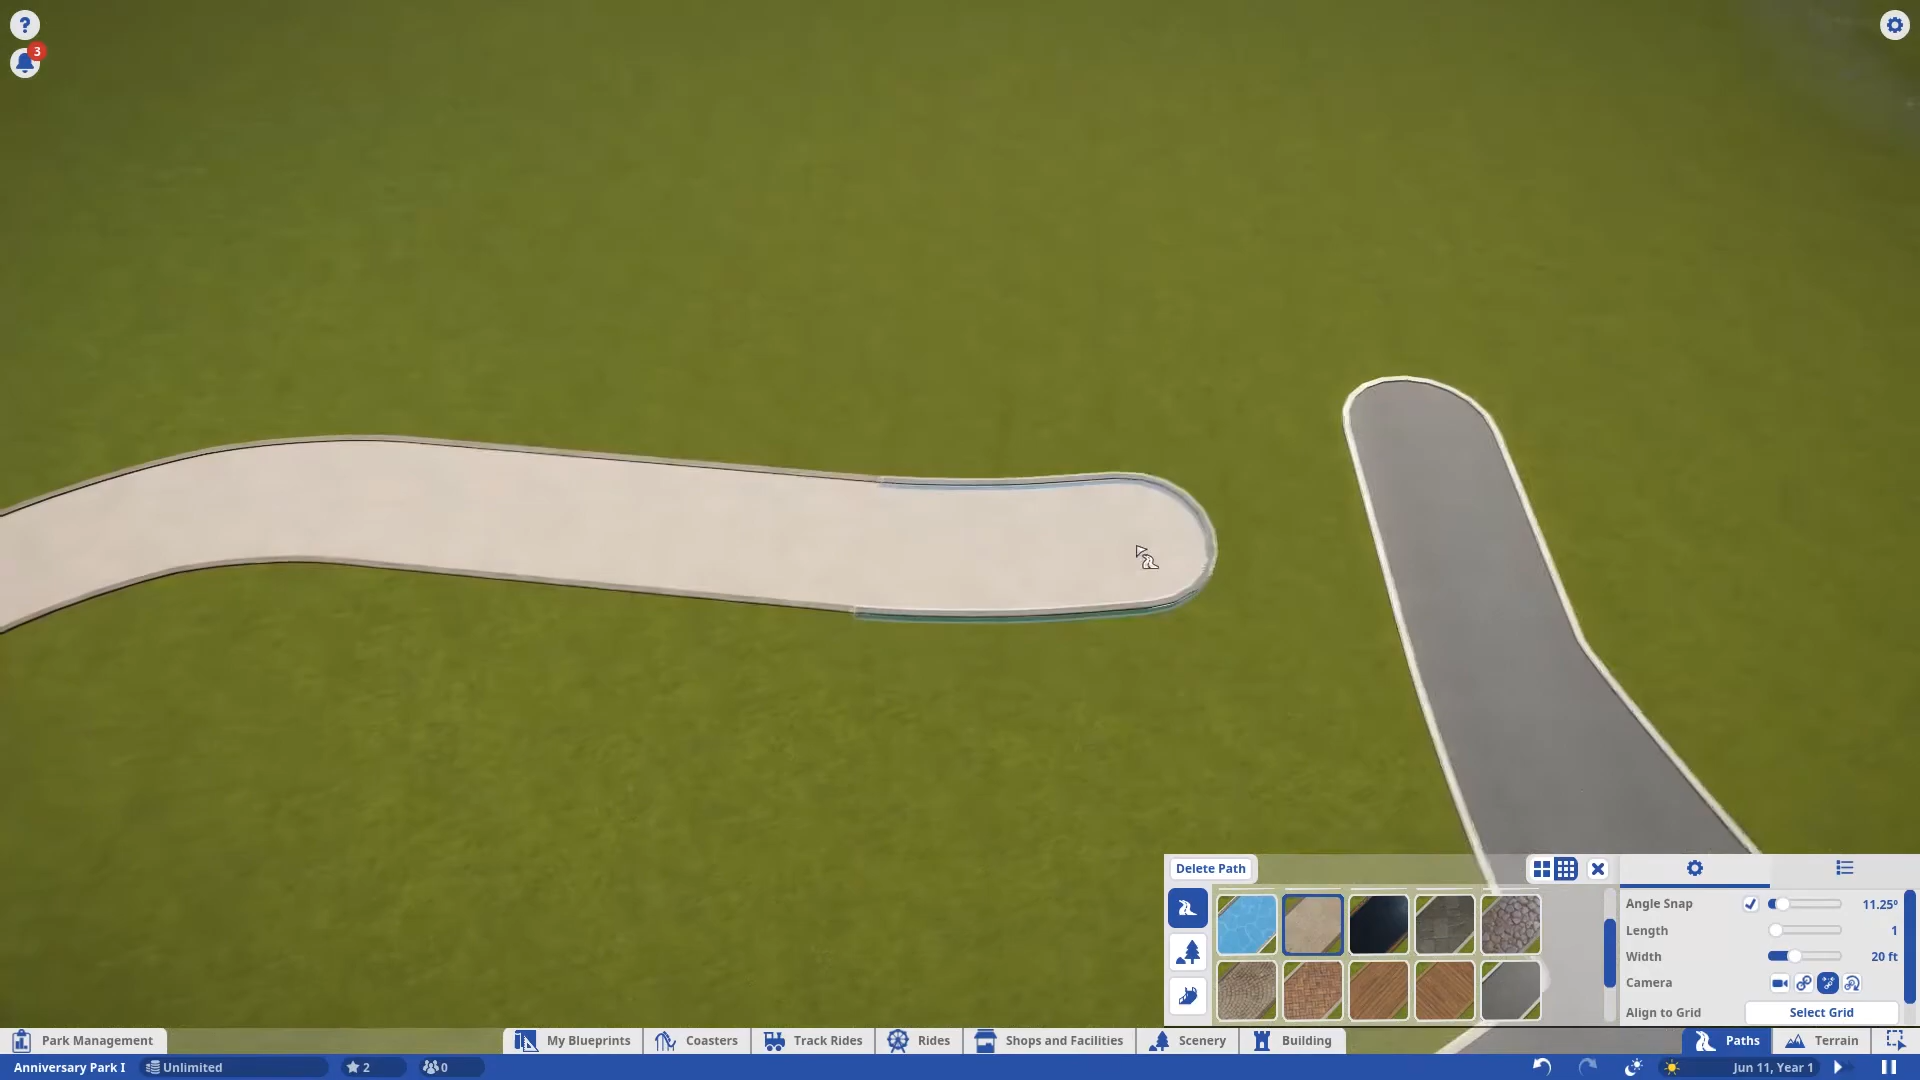 ?
3
Delete Path
Angle Snap 11.25°
Length 1
Width 20 ft
Camera
Align to Grid Select Grid
Park Management My Blueprints Coasters Track Rides Rides Shops and Facilities Scenery Building Paths Terrain
Anniversary Park I Unlimited 2 0 Jun 11, Year 1